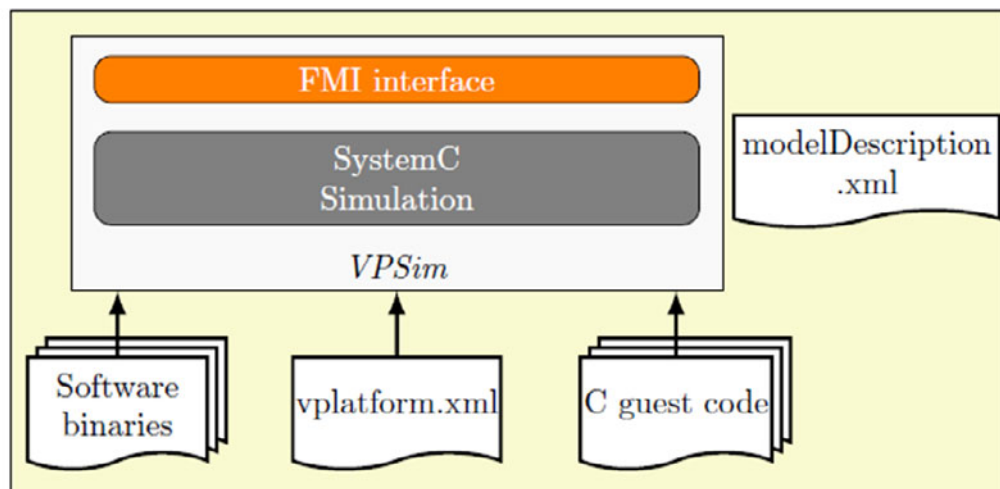 FMI interface
SystemC
Simulation
VPSim
modelDescription
.xml
Software
binaries
vplatform.xml
C guest code